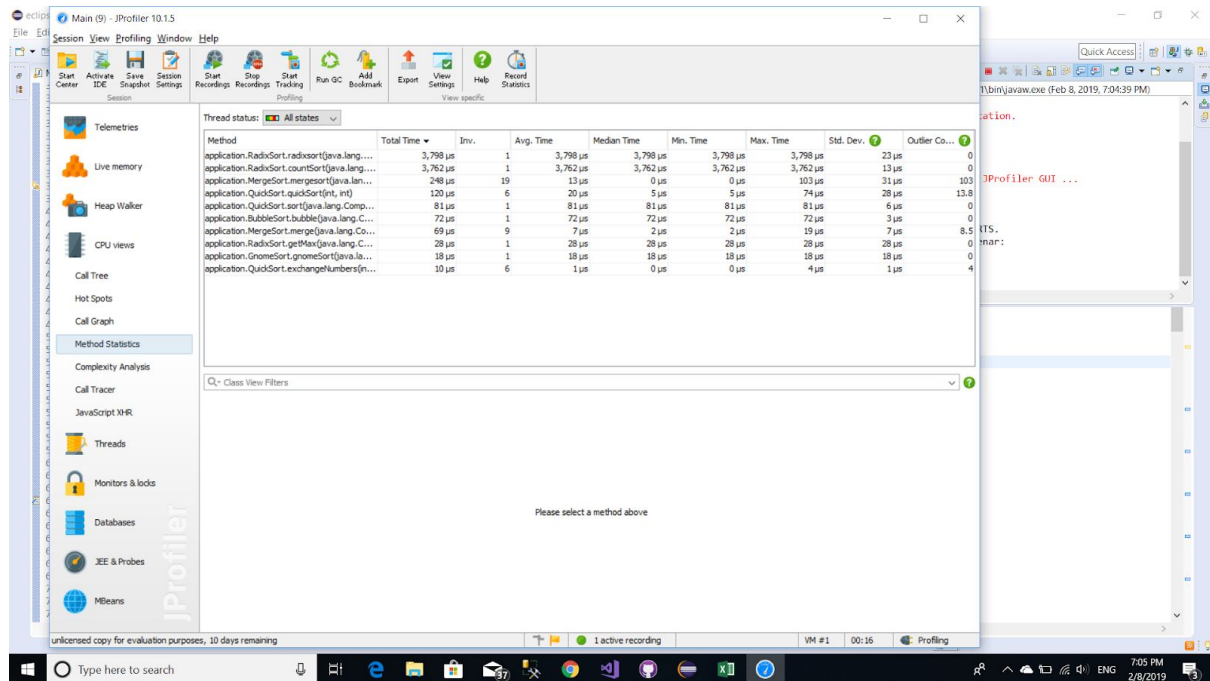 eclips
Main (9) - JProfiler 10.1.5
File Edi
Session View Profiling Window Help
Quick Access
Start Center
Activate IDE
Save Snapshot
Session Settings
Start Recordings
Stop Recordings
Start Tracking
Run GC
Add Bookmark
Export
View Settings
Help
Record Statistics
Session
Profiling
View specific
1\bin\javaw.exe (Feb 8, 2019, 7:04:39 PM)
Thread status: All states
ation.
Telemetries
Live memory
Heap Walker
CPU views
Call Tree
Hot Spots
Call Graph
Method Statistics
Complexity Analysis
Call Tracer
JavaScript XHR
Threads
Monitors & locks
Databases
JEE & Probes
MBeans
JProfiler
Method Total Time Inv. Avg. Time Median Time Min. Time Max. Time Std. Dev. Outlier Co...
application.RadixSort.radixsort(java.lang.... 3,798 µs 1 3,798 µs 3,798 µs 3,798 µs 3,798 µs 23 µs 0
application.RadixSort.countSort(java.lang.... 3,762 µs 1 3,762 µs 3,762 µs 3,762 µs 3,762 µs 13 µs 0
application.MergeSort.mergesort(java.lan... 248 µs 19 13 µs 0 µs 0 µs 103 µs 31 µs 103
application.QuickSort.quickSort(int, int) 120 µs 6 20 µs 5 µs 5 µs 74 µs 28 µs 13.8
application.QuickSort.sort(java.lang.Comp... 81 µs 1 81 µs 81 µs 81 µs 81 µs 6 µs 0
application.BubbleSort.bubble(java.lang.C... 72 µs 1 72 µs 72 µs 72 µs 72 µs 3 µs 0
application.MergeSort.merge(java.lang.Co... 69 µs 9 7 µs 2 µs 2 µs 19 µs 7 µs 8.5
application.RadixSort.getMax(java.lang.C... 28 µs 1 28 µs 28 µs 28 µs 28 µs 28 µs 0
application.GnomeSort.gnomeSort(java.la... 18 µs 1 18 µs 18 µs 18 µs 18 µs 18 µs 0
application.QuickSort.exchangeNumbers(in... 10 µs 6 1 µs 0 µs 0 µs 4 µs 1 µs 4
JProfiler GUI ...
RTS.
enar:
Class View Filters
Please select a method above
unlicensed copy for evaluation purposes, 10 days remaining
1 active recording
VM #1
00:16
Profiling
Type here to search
37
ENG
7:05 PM
2/8/2019
3